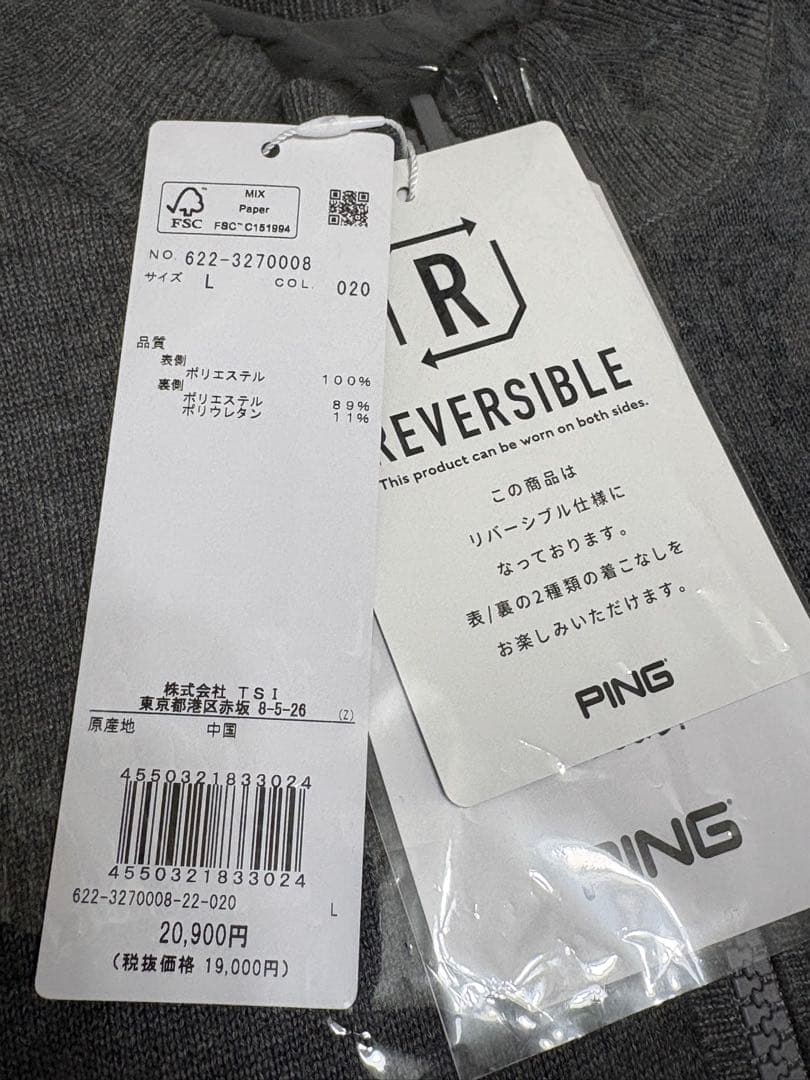 FSC
MIX
Paper
FSC™ C151994
NO. 622-3270008
サイズ L COL. 020
品質
表側
ポリエステル 100%
裏側
ポリエステル 89%
ポリウレタン 11%
株式会社 TSI
東京都港区赤坂 8-5-26
(Z)
原産地 中国
4550321833024
4550321833024
622-3270008-22-020
L
20,900円
(税抜価格 19,000円)
R
REVERSIBLE
This product can be worn on both sides.
この商品は
リバーシブル仕様に
なっております。
表/裏の2種類の着こなしを
お楽しみいただけます。
PING
PING